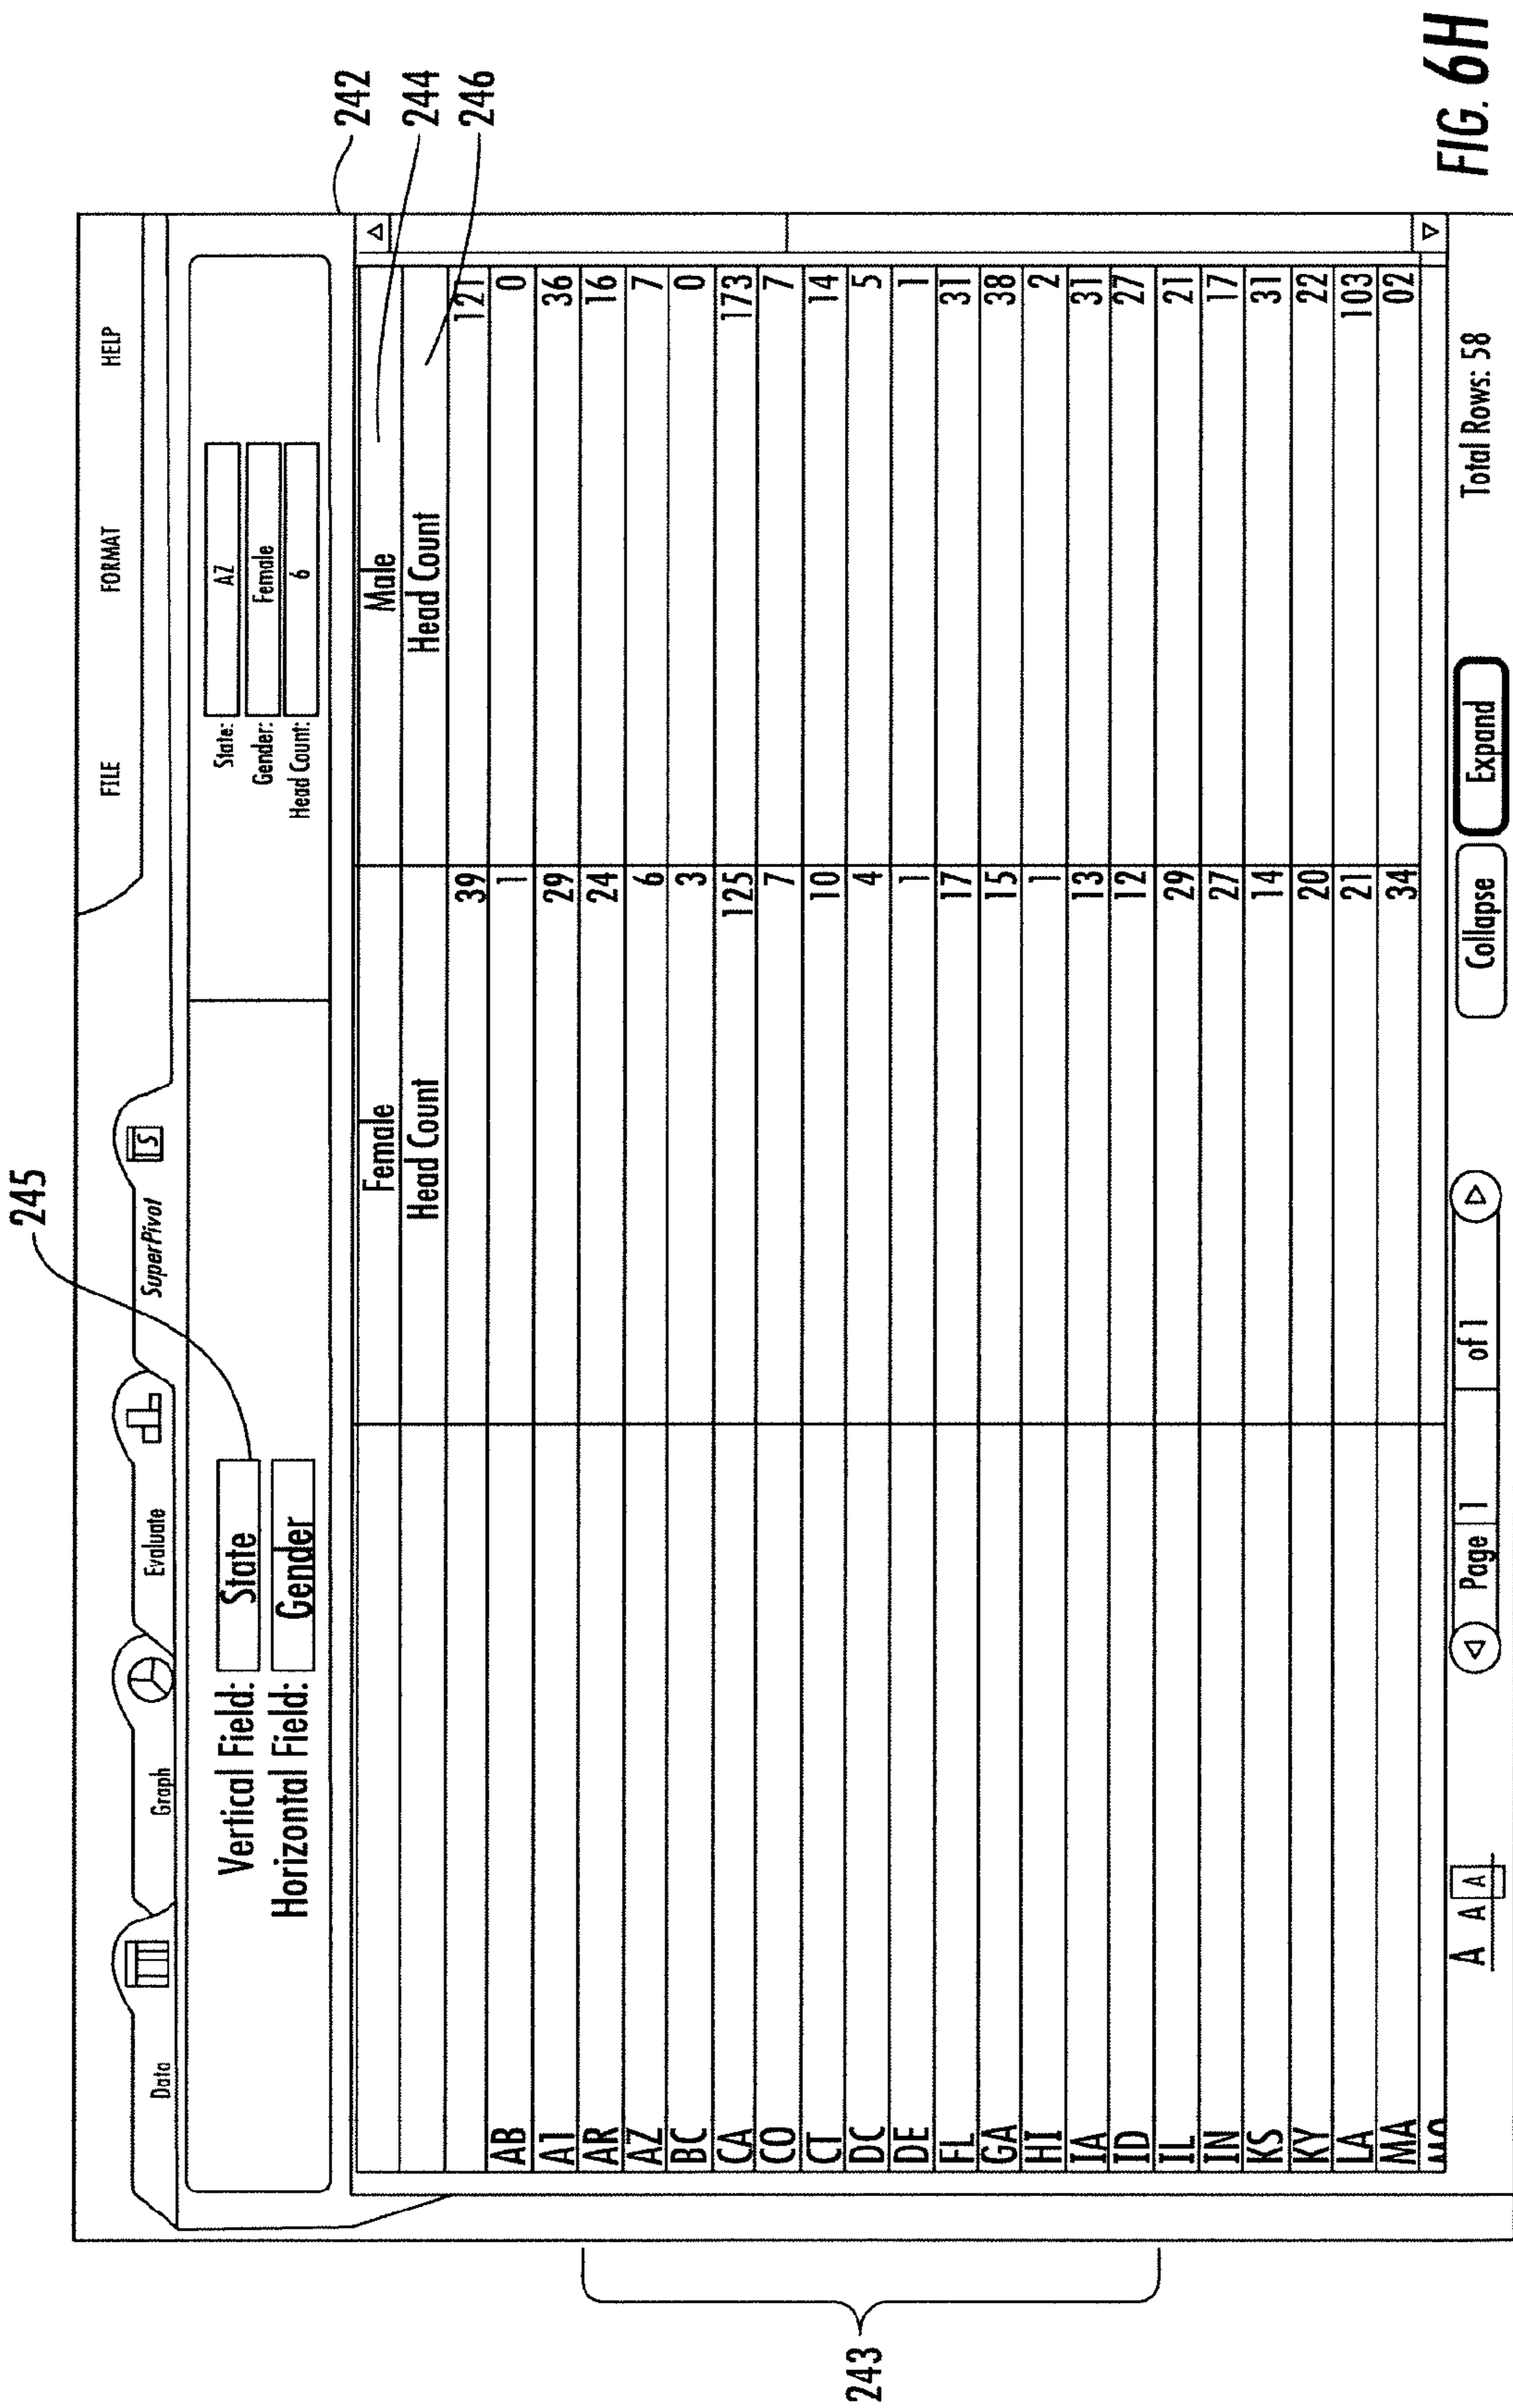 245
Data
Graph
Evaluate
SuperPivot
S
FILE
FORMAT
HELP
Vertical Field: State
Horizontal Field: Gender
State: AZ
Gender: Female
Head Count: 6
242
244
246
Female Male
Head Count Head Count
39 121
AB 1 0
A1 29 36
AR 24 16
AZ 6 7
BC 3 0
CA 125 173
CO 7 7
CT 10 14
DC 4 5
DE 1 1
FL 17 31
GA 15 38
HI 1 2
IA 13 31
ID 12 27
IL 29 21
IN 27 17
KS 14 31
KY 20 22
LA 21 103
MA 34 02
243
A A A
Page 1 of 1
Collapse
Expand
Total Rows: 58
FIG. 6H